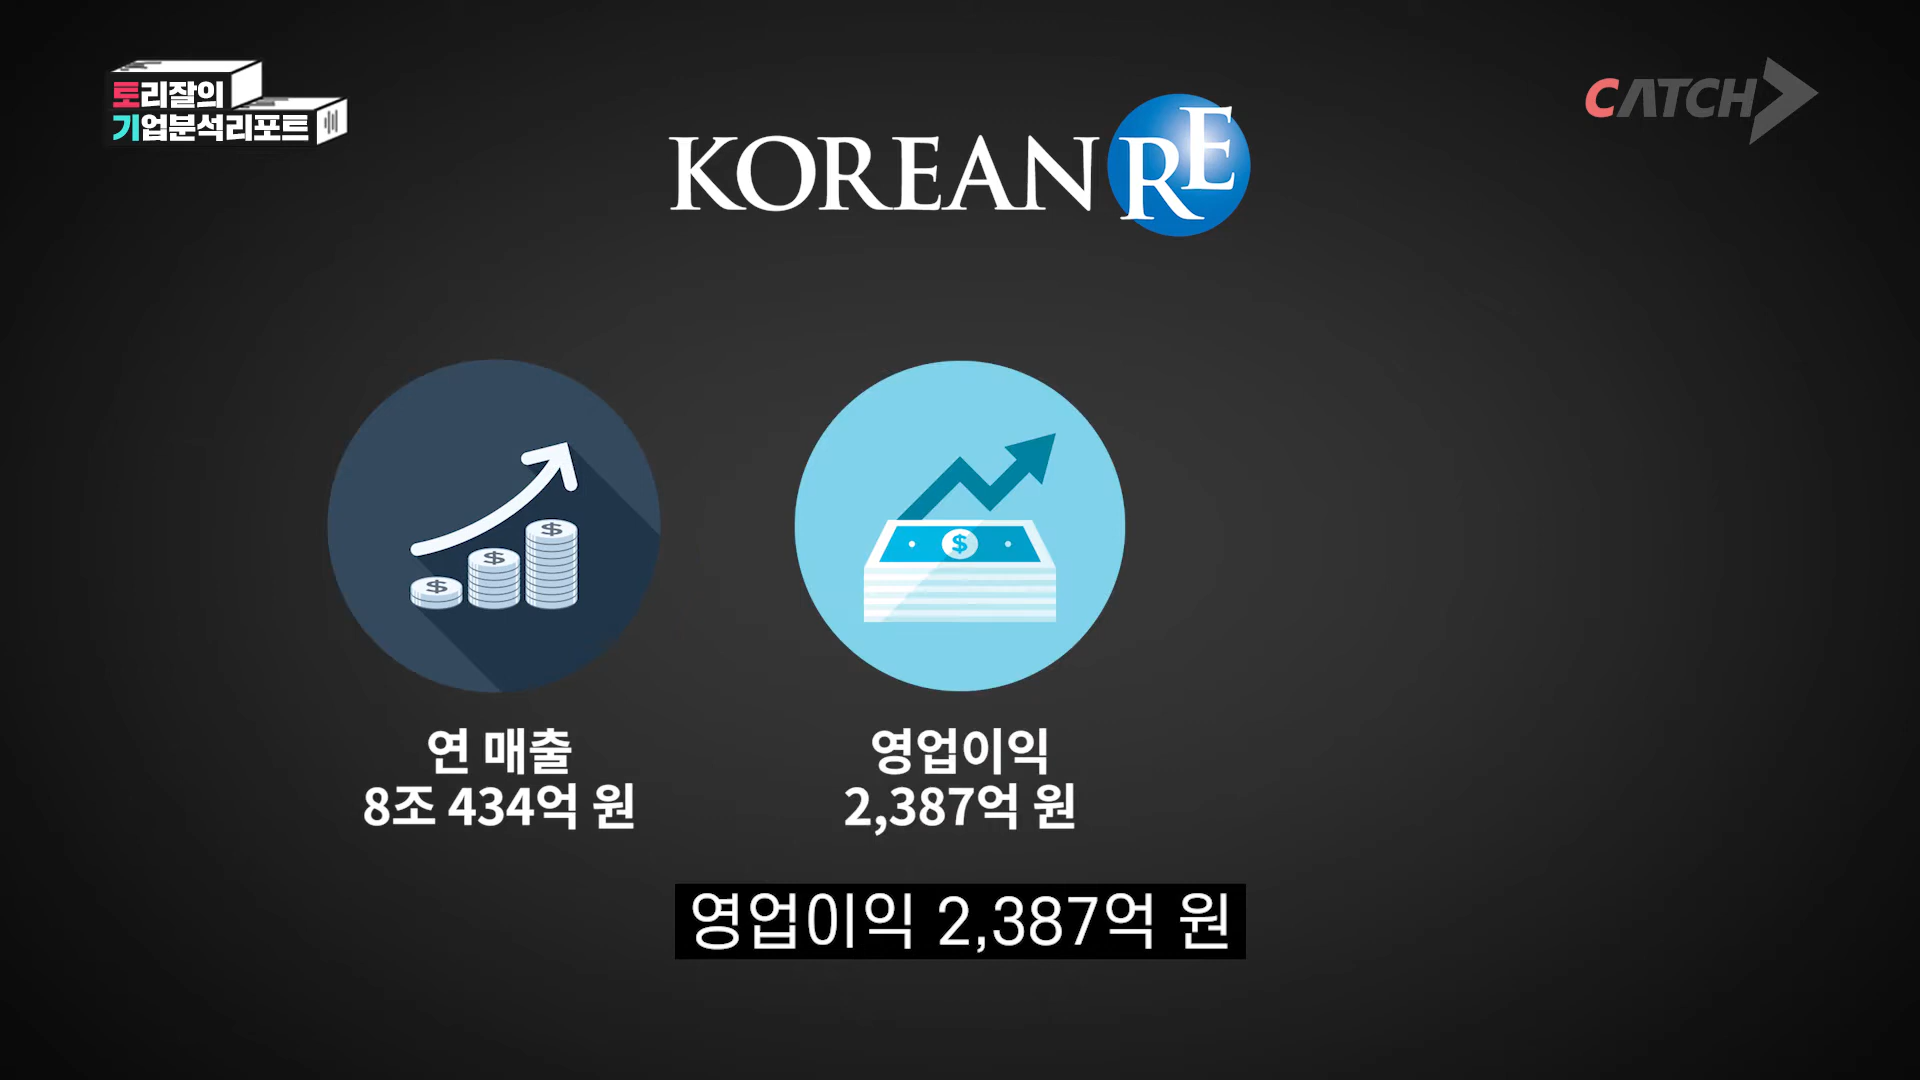 토리잘의
기업분석리포트
CATCH
KOREAN RE
연 매출
8조 434억 원
영업이익
2,387억 원
영업이익 2,387억 원